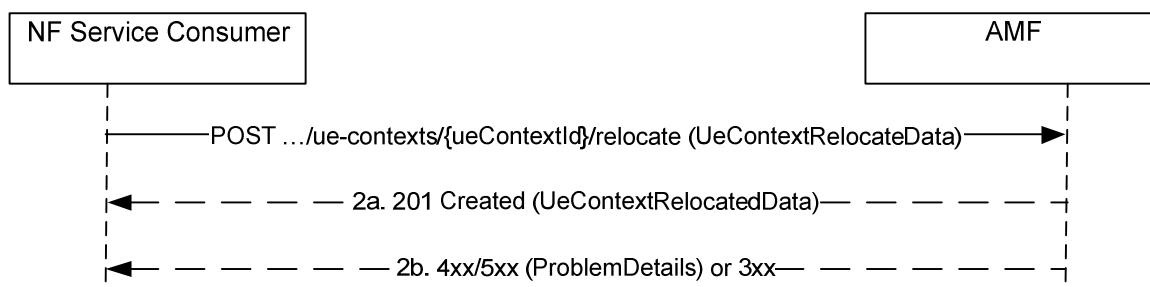 NF Service Consumer
AMF
POST …/ue-contexts/{ueContextId}/relocate (UeContextRelocateData)
2a. 201 Created (UeContextRelocatedData)
2b. 4xx/5xx (ProblemDetails) or 3xx